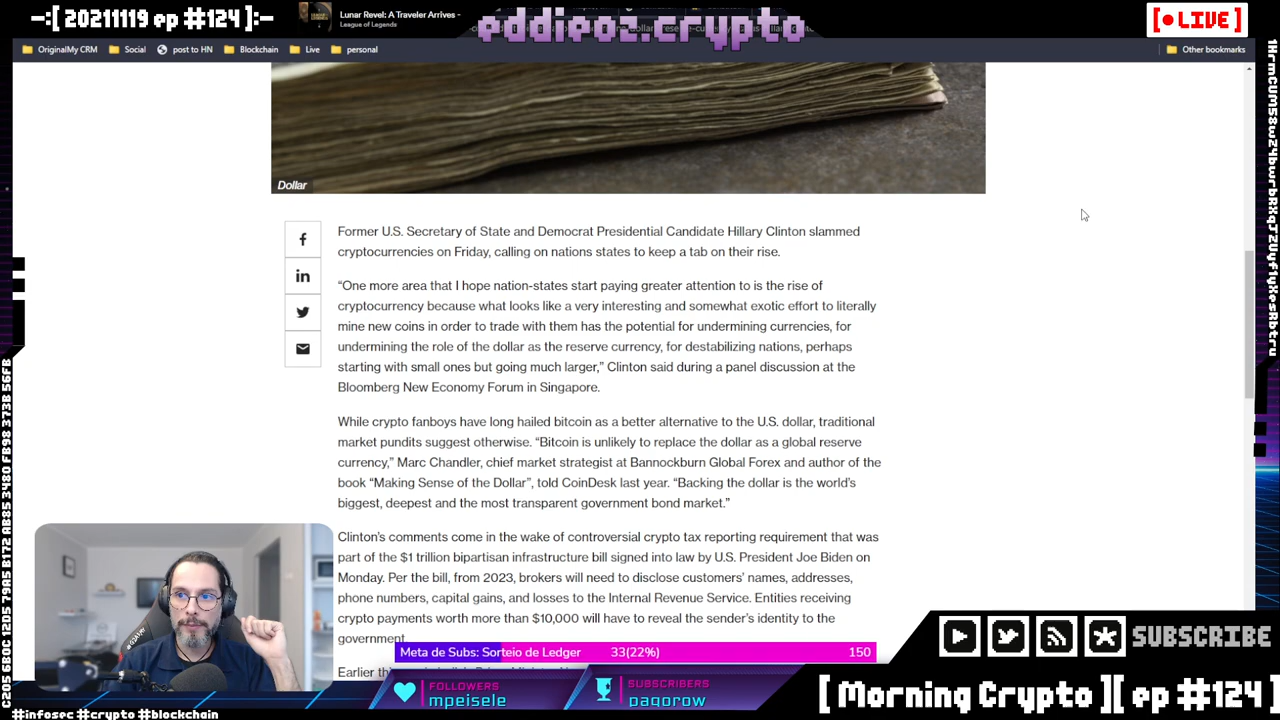 -:[ 20211119 ep #124 ]:-
Lunar Revel: A Traveler Arrives -
League of Legends
eddieoz.crypto
[ LIVE ]
OriginalMy CRM
Social
post to HN
Blockchain
Live
personal
Other bookmarks
Dollar
Former U.S. Secretary of State and Democrat Presidential Candidate Hillary Clinton slammed
cryptocurrencies on Friday, calling on nations states to keep a tab on their rise.
“One more area that I hope nation-states start paying greater attention to is the rise of
cryptocurrency because what looks like a very interesting and somewhat exotic effort to literally
mine new coins in order to trade with them has the potential for undermining currencies, for
undermining the role of the dollar as the reserve currency, for destabilizing nations, perhaps
starting with small ones but going much larger,” Clinton said during a panel discussion at the
Bloomberg New Economy Forum in Singapore.
While crypto fanboys have long hailed bitcoin as a better alternative to the U.S. dollar, traditional
market pundits suggest otherwise. “Bitcoin is unlikely to replace the dollar as a global reserve
currency,” Marc Chandler, chief market strategist at Bannockburn Global Forex and author of the
book “Making Sense of the Dollar”, told CoinDesk last year. “Backing the dollar is the world’s
biggest, deepest and the most transparent government bond market.”
Clinton’s comments come in the wake of controversial crypto tax reporting requirement that was
part of the $1 trillion bipartisan infrastructure bill signed into law by U.S. President Joe Biden on
Monday. Per the bill, from 2023, brokers will need to disclose customers’ names, addresses,
phone numbers, capital gains, and losses to the Internal Revenue Service. Entities receiving
crypto payments worth more than $10,000 will have to reveal the sender’s identity to the
government.
Meta de Subs: Sorteio de Ledger 33(22%) 150
FOLLOWERS
mpeisele
SUBSCRIBERS
pagorow
SUBSCRIBE
[ Morning Crypto ][ ep #124 ]
#infosec #crypto #blockchain